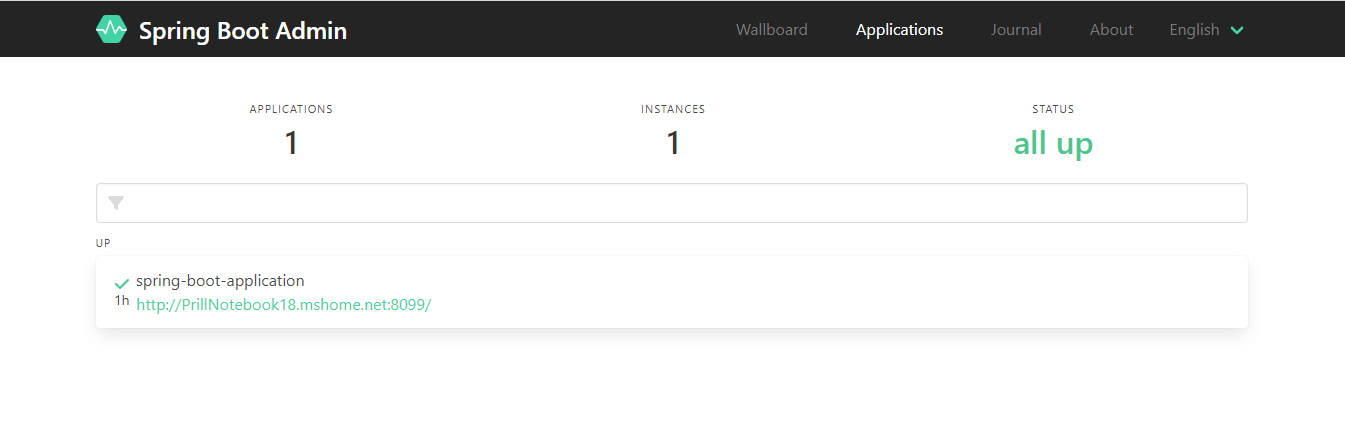 Spring Boot Admin Wallboard Applications Journal About English
APPLICATIONS INSTANCES STATUS
1 1 all up
UP
spring-boot-application
1h http://PrillNotebook18.mshome.net:8099/